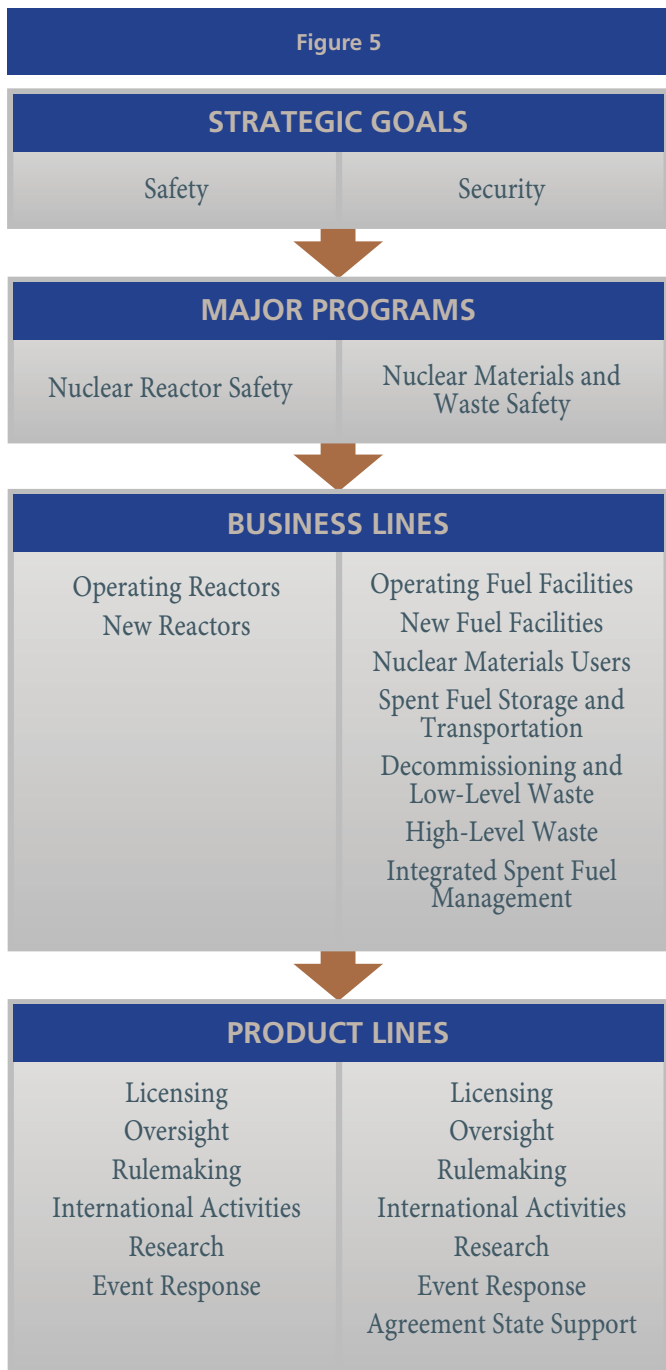 Figure 5
STRATEGIC GOALS
Safety
Security
MAJOR PROGRAMS
Nuclear Reactor Safety
Nuclear Materials and
Waste Safety
BUSINESS LINES
Operating Reactors
New Reactors
Operating Fuel Facilities
New Fuel Facilities
Nuclear Materials Users
Spent Fuel Storage and
Transportation
Decommissioning and
Low-Level Waste
High-Level Waste
Integrated Spent Fuel
Management
PRODUCT LINES
Licensing
Oversight
Rulemaking
International Activities
Research
Event Response
Licensing
Oversight
Rulemaking
International Activities
Research
Event Response
Agreement State Support